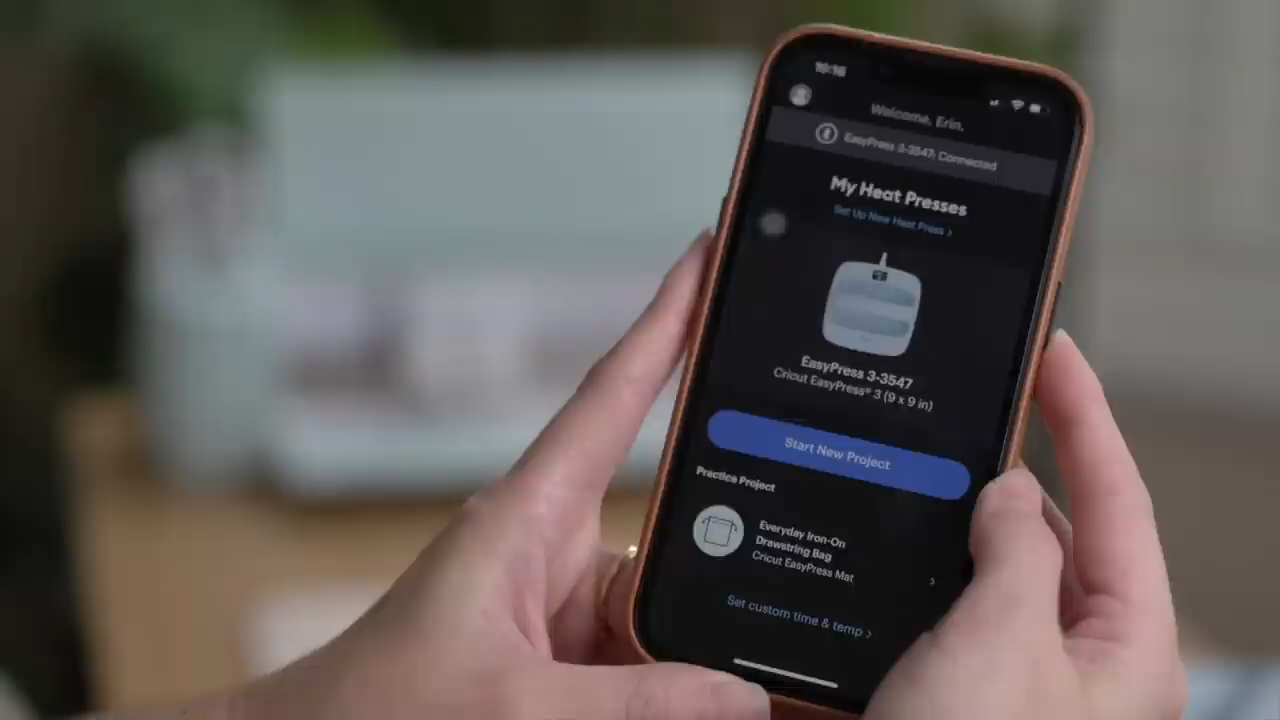 16:16
Welcome, Erin.
EasyPress 3-3547: Connected
My Heat Presses
Set Up New Heat Press >
EasyPress 3-3547
Cricut EasyPress® 3 (9 x 9 in)
Start New Project
Practice Project
Everyday Iron-On
Drawstring Bag
Cricut EasyPress Mat
Set custom time & temp >